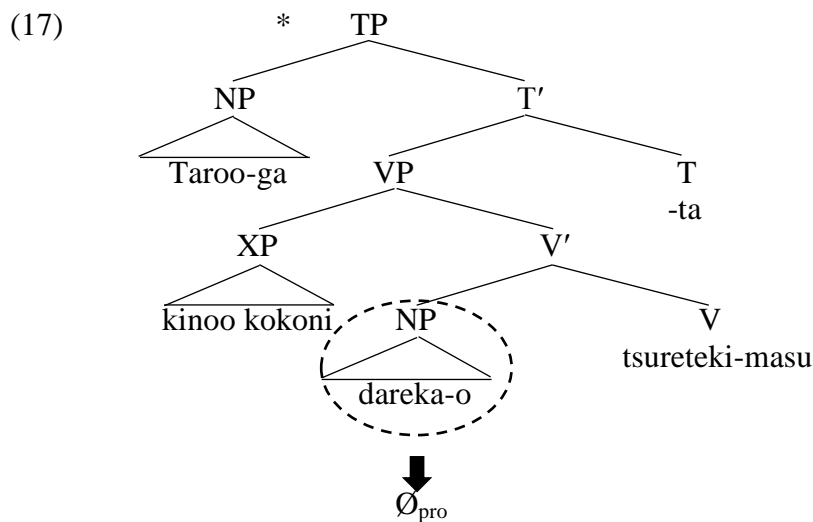 (17) * TP
NP T′
Taroo-ga VP T
-ta
XP V′
kinoo kokoni NP V
tsureteki-masu
dareka-o
Øpro